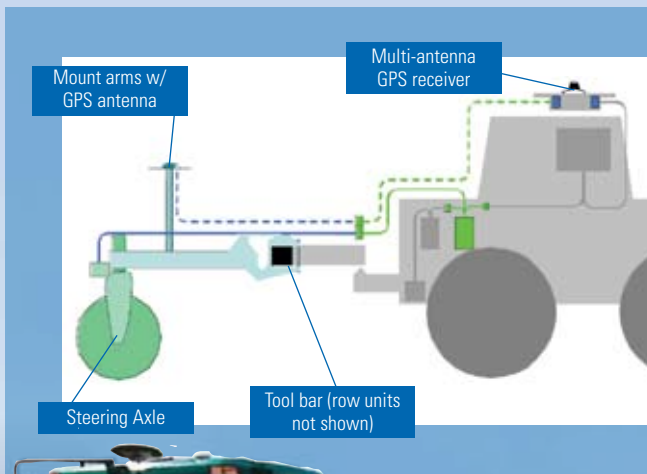 Mount arms w/
GPS antenna
Multi-antenna
GPS receiver
Steering Axle
Tool bar (row units
not shown)